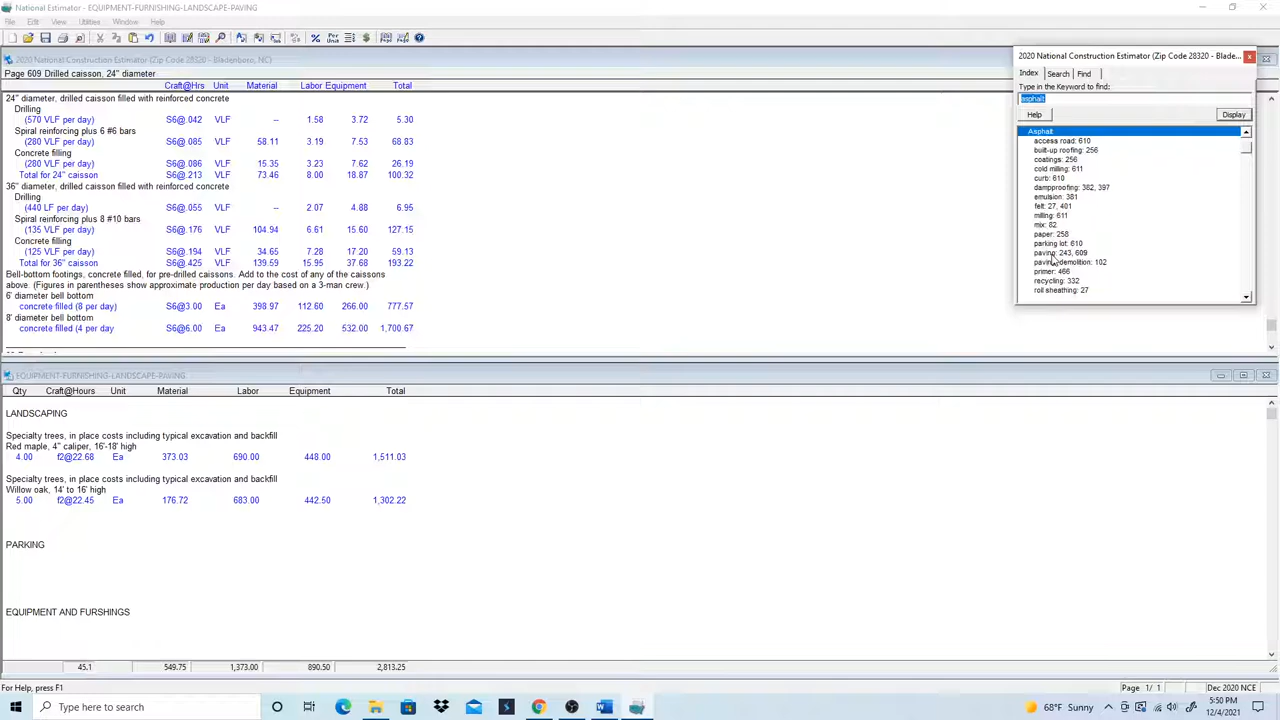 National Estimator - EQUIPMENT-FURNISHING-LANDSCAPE-PAVING
File Edit View Utilities Window Help
2020 National Construction Estimator (Zip Code 28320 - Bladenboro, NC)
Page 609 Drilled caisson, 24" diameter
Craft@Hrs Unit Material Labor Equipment Total
24" diameter, drilled caisson filled with reinforced concrete
Drilling
(570 VLF per day) S6@.042 VLF -- 1.58 3.72 5.30
Spiral reinforcing plus 6 #6 bars
(280 VLF per day) S6@.085 VLF 58.11 3.19 7.53 68.83
Concrete filling
(280 VLF per day) S6@.086 VLF 15.35 3.23 7.62 26.19
Total for 24" caisson S6@.213 VLF 73.46 8.00 18.87 100.32
36" diameter, drilled caisson filled with reinforced concrete
Drilling
(440 LF per day) S6@.055 VLF -- 2.07 4.88 6.95
Spiral reinforcing plus 8 #10 bars
(135 VLF per day) S6@.176 VLF 104.94 6.61 15.60 127.15
Concrete filling
(125 VLF per day) S6@.194 VLF 34.65 7.28 17.20 59.13
Total for 36" caisson S6@.425 VLF 139.59 15.95 37.68 193.22
Bell-bottom footings, concrete filled, for pre-drilled caissons. Add to the cost of any of the caissons
above. (Figures in parentheses show approximate production per day based on a 3-man crew.)
6' diameter bell bottom
concrete filled (8 per day) S6@3.00 Ea 398.97 112.60 266.00 777.57
8' diameter bell bottom
concrete filled (4 per day S6@6.00 Ea 943.47 225.20 532.00 1,700.67
2020 National Construction Estimator (Zip Code 28320 - Blade...
Index Search Find
Type in the Keyword to find:
asphalt
Help Display
Asphalt
access road: 610
built-up roofing: 256
coatings: 256
cold milling: 611
curb: 610
dampproofing: 382, 397
emulsion: 381
felt: 27, 401
milling: 611
mix: 82
paper: 258
parking lot: 610
paving: 243, 609
paving demolition: 102
primer: 466
recycling: 332
roll sheathing: 27
EQUIPMENT-FURNISHING-LANDSCAPE-PAVING
Qty Craft@Hours Unit Material Labor Equipment Total
LANDSCAPING
Specialty trees, in place costs including typical excavation and backfill
Red maple, 4" caliper, 16'-18' high
4.00 f2@22.68 Ea 373.03 690.00 448.00 1,511.03
Specialty trees, in place costs including typical excavation and backfill
Willow oak, 14' to 16' high
5.00 f2@22.45 Ea 176.72 683.00 442.50 1,302.22
PARKING
EQUIPMENT AND FURSHINGS
45.1 549.75 1,373.00 890.50 2,813.25
For Help, press F1
Page 1/ 1 Dec 2020 NCE
Type here to search
68°F Sunny
5:50 PM
12/4/2021